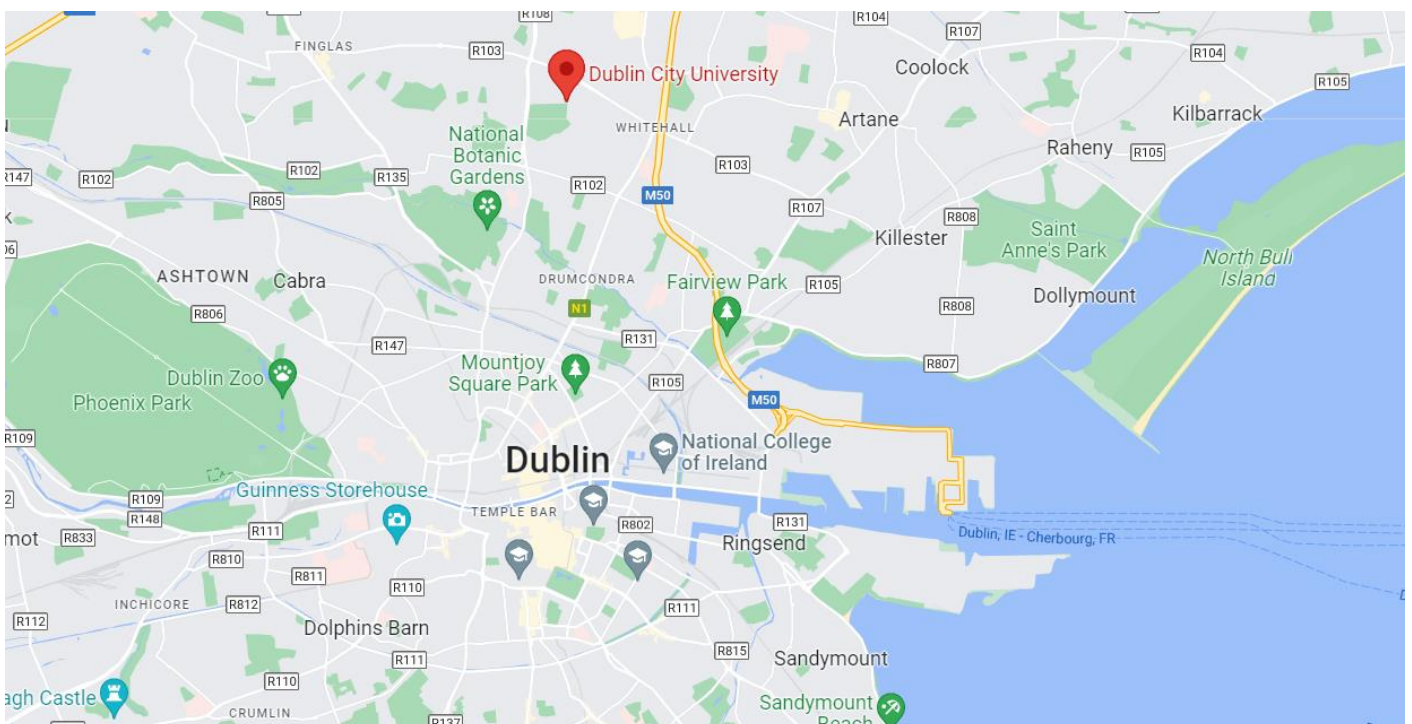 R108
R104
R107
FINGLAS
R103
R104
Coolock
R105
Dublin City University
Kilbarrack
Artane
WHITEHALL
National
Botanic
Gardens
Raheny
R105
R103
R147
R102
R102
R135
R102
M50
R805
R107
R808
Saint
Anne's Park
Killester
North Bull
Island
ASHTOWN
Cabra
DRUMCONDRA
Fairview Park
R105
Dollymount
R806
N1
R808
R131
R147
Mountjoy
Square Park
R807
Dublin Zoo
R105
Phoenix Park
M50
R109
National College
of Ireland
Dublin
Guinness Storehouse
R109
R148
TEMPLE BAR
R111
R802
R131
R833
Ringsend
Dublin, IE - Cherbourg, FR
R810
R811
R110
INCHICORE
R812
R111
R112
Dolphins Barn
R111
R815
Sandymount
R110
agh Castle
Sandymount
Beach
CRUMLIN
R137